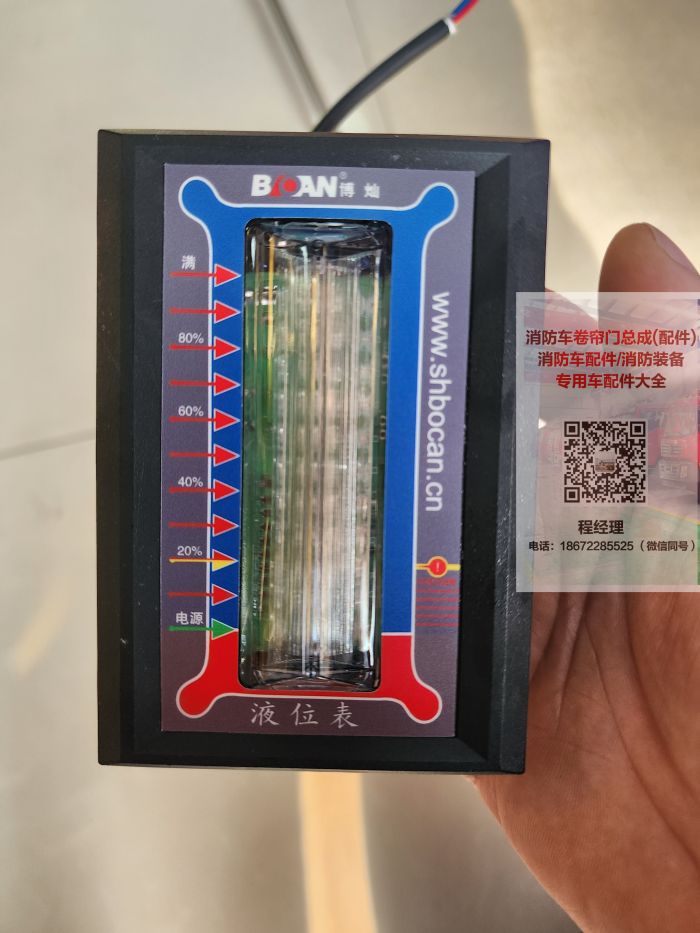 BOCAN® 博灿
满
80%
60%
40%
20%
电源
www.shbocan.cn
液位表
消防车卷帘门总成(配件)
消防车配件/消防装备
专用车配件大全
程经理
电话：18672285525（微信同号）